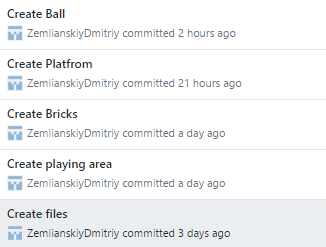 Create Ball
ZemlianskiyDmitriy committed 2 hours ago
Create Platfrom
ZemlianskiyDmitriy committed 21 hours ago
Create Bricks
ZemlianskiyDmitriy committed a day ago
Create playing area
ZemlianskiyDmitriy committed a day ago
Create files
ZemlianskiyDmitriy committed 3 days ago